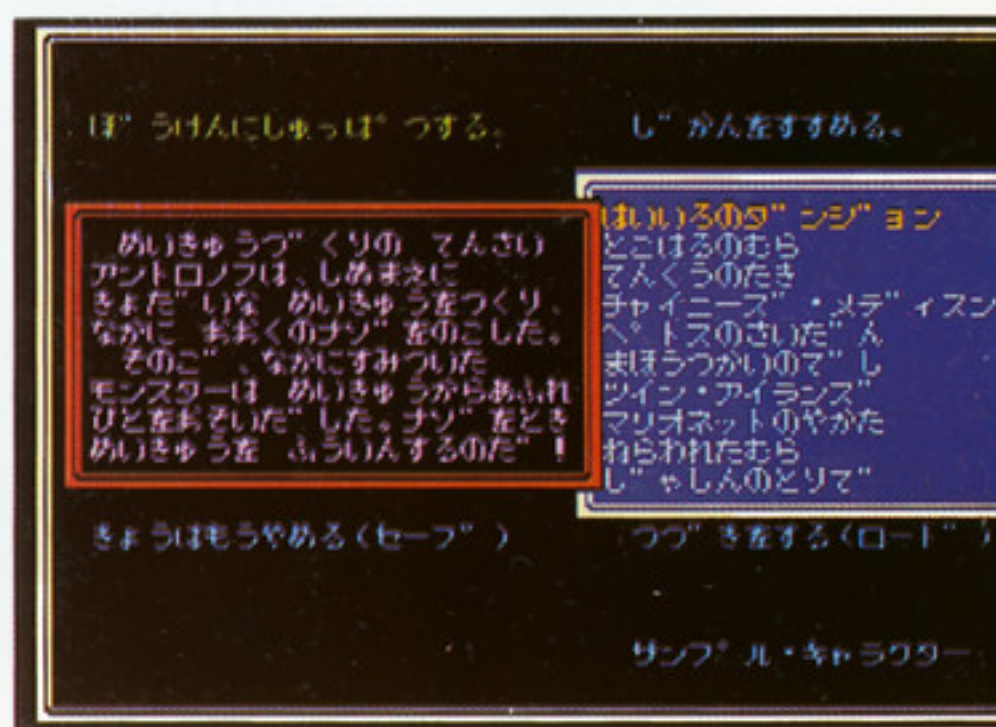 ぼうけんにしゅっぱつする。
じかんをすすめる。
めいきゅうづくりの てんさい
アントロノフは、しぬまえに
きょだいな めいきゅうをつくり、
なかに おおくのナゾをのこした。
そのご、なかにすみついた
モンスターは めいきゅうからあふれ
ひとをおそいだした。ナゾをとき
めいきゅうを ふういんするのだ!
はいいろのダンジョン
とこはるのむら
てんくうのたき
チャイニーズ・メディスン
ペトスのさいだん
まほうつかいのでし
ツイン・アイランズ
マリオネットのやかた
ねらわれたむら
じゃしんのとりで
きょうはもうやめる(セーブ)
つづきをする(ロード)
サンプル・キャラクター